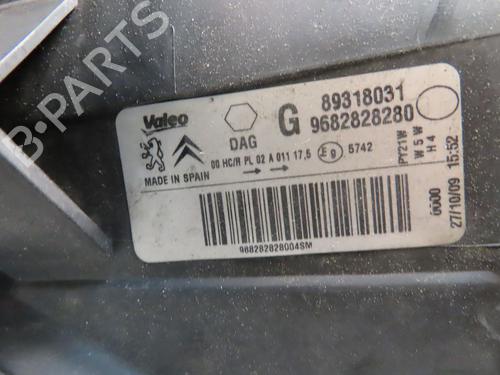 B-PARTS
Valeo
DAG
G
89318031
9682828280
MADE IN SPAIN
00 HC/R PL 02 A 011 17,5 E9 5742
PY21W
W5W
H4
0000
27/10/09 15:52
968282828004SM